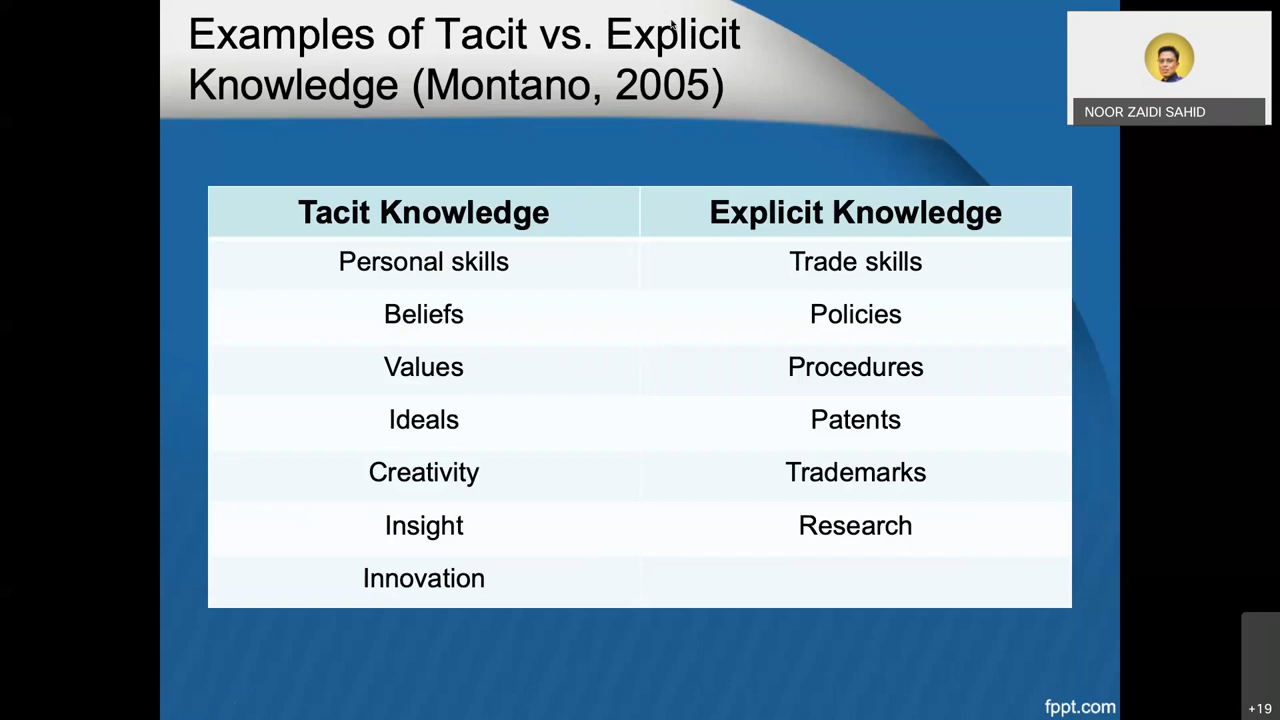 Examples of Tacit vs. Explicit
Knowledge (Montano, 2005)
NOOR ZAIDI SAHID
Tacit Knowledge Explicit Knowledge
Personal skills Trade skills
Beliefs Policies
Values Procedures
Ideals Patents
Creativity Trademarks
Insight Research
Innovation
fppt.com
+19